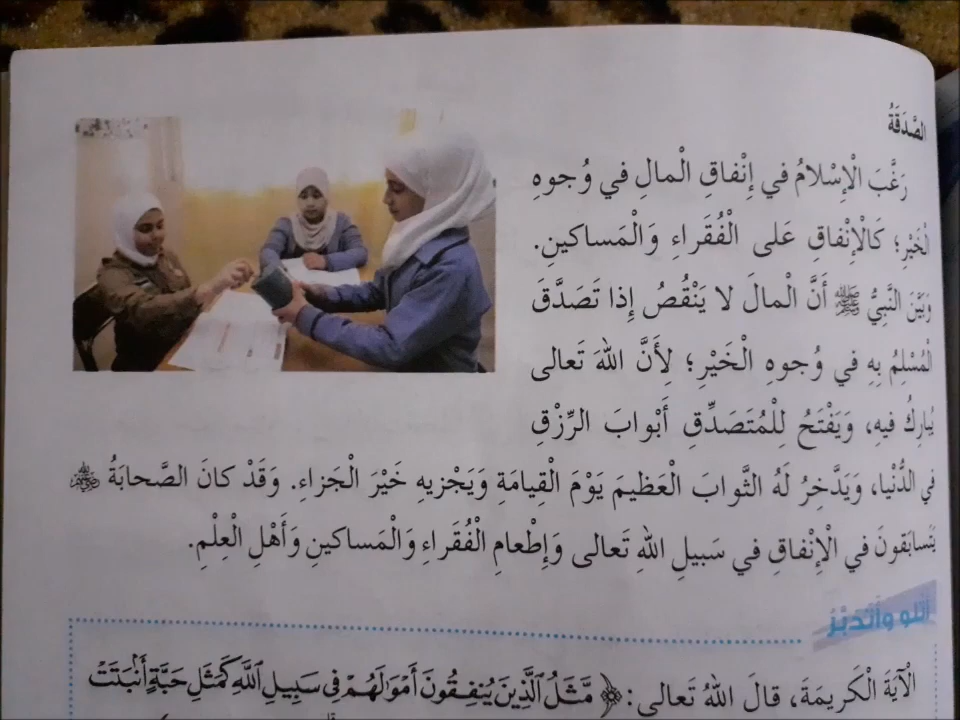 الصَّدَقَةُ
رَغَّبَ الْإِسْلامُ في إِنْفاقِ الْمالِ في وُجوهِ
الْخَيْرِ؛ كَالْإِنْفاقِ عَلى الْفُقَراءِ وَالْمَساكينِ.
وَبَيَّنَ النَّبِيُّ ﷺ أَنَّ الْمالَ لا يَنْقُصُ إِذا تَصَدَّقَ
الْمُسْلِمُ بِهِ في وُجوهِ الْخَيْرِ؛ لِأَنَّ اللهَ تَعالى
يُبارِكُ فيهِ، وَيَفْتَحُ لِلْمُتَصَدِّقِ أَبْوابَ الرِّزْقِ
في الدُّنْيا، وَيَدَّخِرُ لَهُ الثَّوابَ الْعَظيمَ يَوْمَ الْقِيامَةِ وَيَجْزيهِ خَيْرَ الْجَزاءِ. وَقَدْ كانَ الصَّحابَةُ
يَتَسابَقونَ في الْإِنْفاقِ في سَبيلِ اللهِ تَعالى وَإِطْعامِ الْفُقَراءِ وَالْمَساكينِ وَأَهْلِ الْعِلْمِ.
أَتْلو وَأَتَدَبَّرُ
الْآيَةَ الْكَريمَةَ، قالَ اللهُ تَعالى: ﴿مَّثَلُ ٱلَّذِينَ يُنفِقُونَ أَمْوَٰلَهُمْ فِي سَبِيلِ ٱللَّهِ كَمَثَلِ حَبَّةٍ أَنۢبَتَتْ